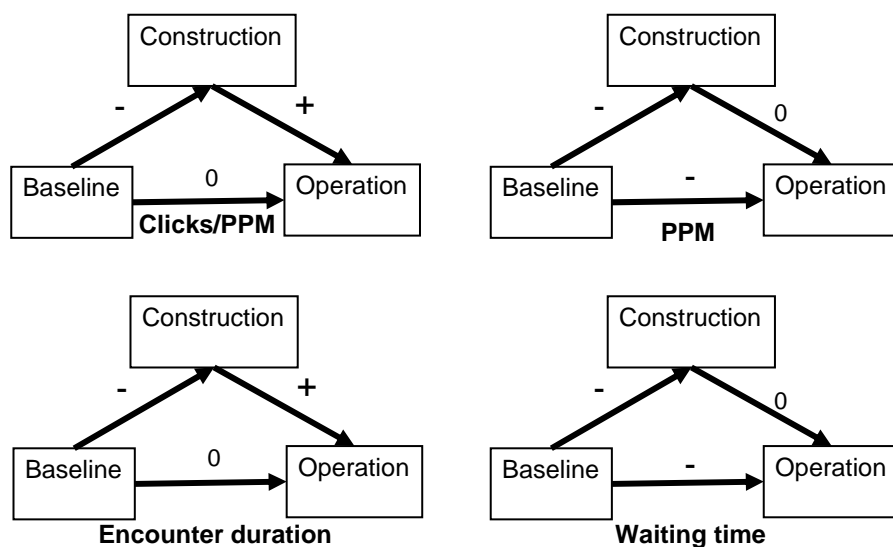 Construction
- +
Baseline 0 Operation
Clicks/PPM
Construction
- 0
Baseline - Operation
PPM
Construction
- +
Baseline 0 Operation
Encounter duration
Construction
- 0
Baseline - Operation
Waiting time